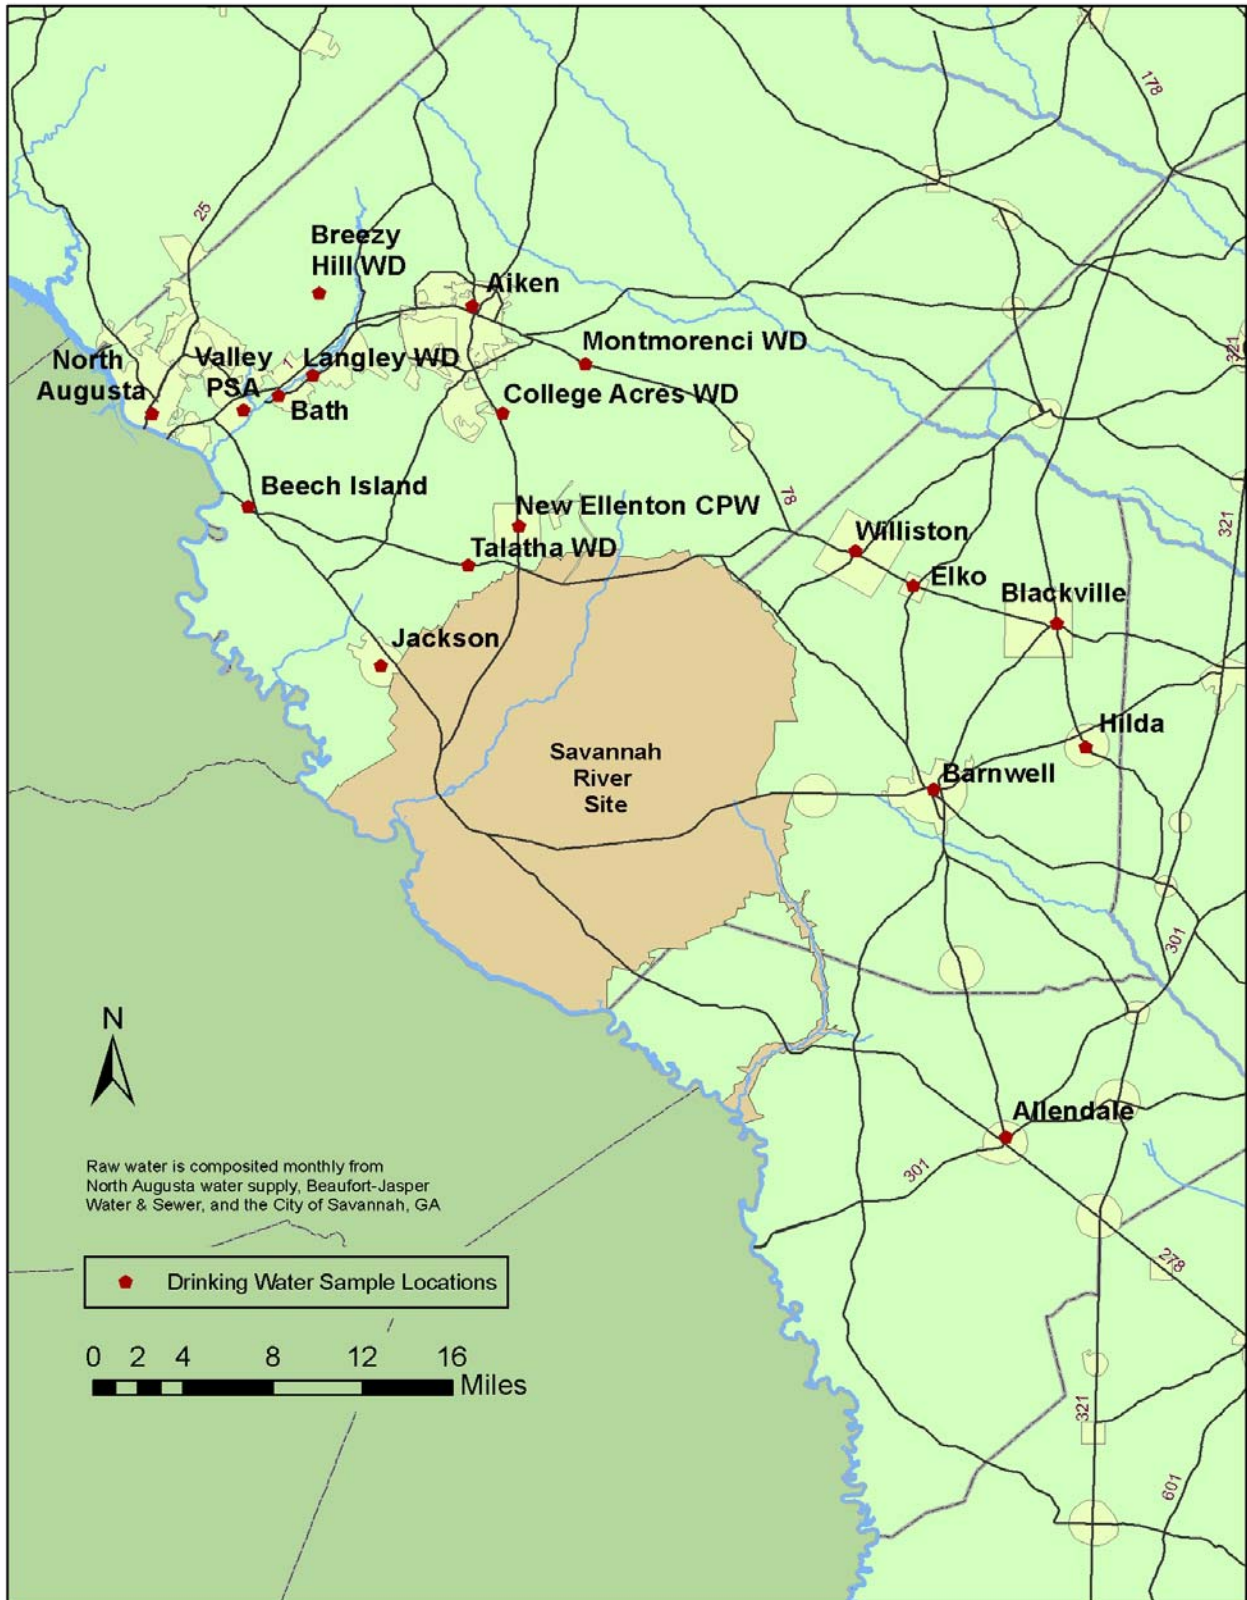 178
25
Breezy
Hill WD
Aiken
Montmorenci WD
321
North
Augusta
Valley
PSA
1
Langley WD
Bath
College Acres WD
Beech Island
78
New Ellenton CPW
Talatha WD
Williston
321
Elko
Blackville
Jackson
Hilda
Savannah
River
Site
Barnwell
301
N
Allendale
301
Raw water is composited monthly from
North Augusta water supply, Beaufort-Jasper
Water & Sewer, and the City of Savannah, GA
278
Drinking Water Sample Locations
0 2 4 8 12 16
Miles
321
601